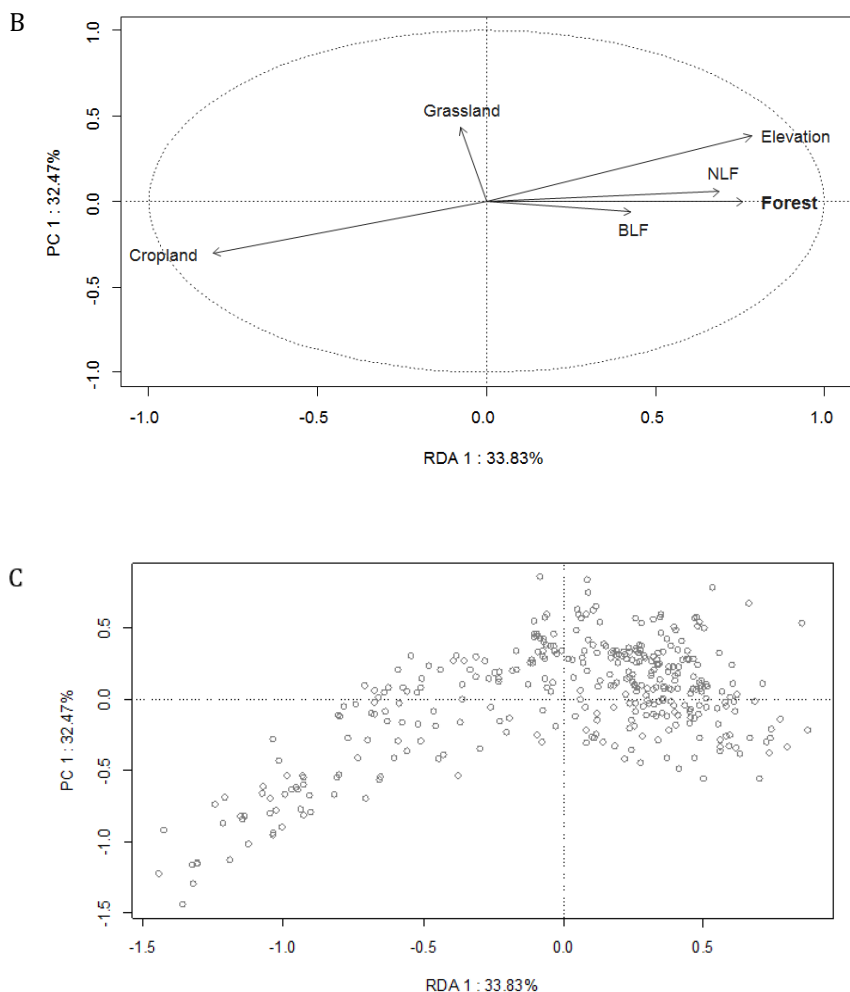 B
1.0
0.5
0.0
-0.5
-1.0
PC 1 : 32.47%
Grassland
Elevation
NLF
Forest
BLF
Cropland
-1.0 -0.5 0.0 0.5 1.0
RDA 1 : 33.83%
C
0.5
0.0
-0.5
-1.0
-1.5
PC 1 : 32.47%
-1.5 -1.0 -0.5 0.0 0.5
RDA 1 : 33.83%